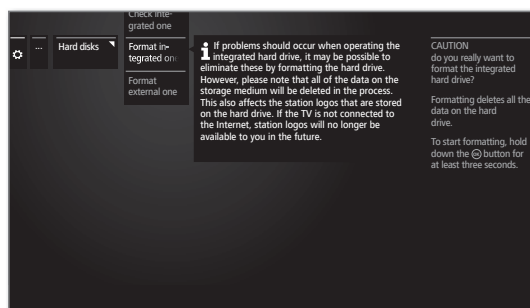 Check inte-
grated one
...
Hard disks
Format in-
tegrated one
Format
external one
If problems should occur when operating the
integrated hard drive, it may be possible to
eliminate these by formatting the hard drive.
However, please note that all of the data on the
storage medium will be deleted in the process.
This also affects the station logos that are stored
on the hard drive. If the TV is not connected to
the Internet, station logos will no longer be
available to you in the future.
CAUTION
do you really want to
format the integrated
hard drive?
Formatting deletes all the
data on the hard
drive.
To start formatting, hold
down the OK button for
at least three seconds.